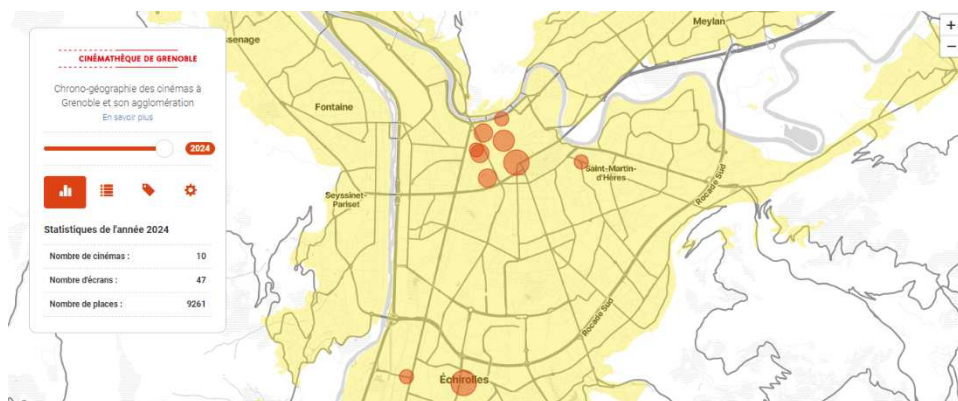 CINÉMATHÈQUE DE GRENOBLE
Chrono-géographie des cinémas à
Grenoble et son agglomération
En savoir plus
2024
Statistiques de l'année 2024
Nombre de cinémas : 10
Nombre d'écrans : 47
Nombre de places : 9261
ssenage
Meylan
+
−
Fontaine
Saint-Martin-
d'Hères
Seyssinet-
Pariset
Rocade Sud
Rocade Sud
Échirolles